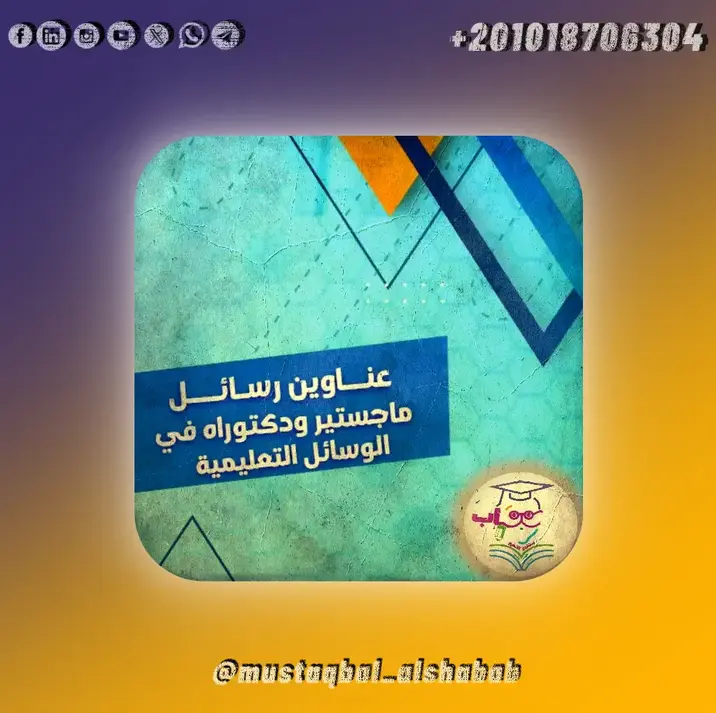 +201018706304
عناوين رسائل
ماجستير ودكتوراه في
الوسائل التعليمية
@mustaqbal_alshabab